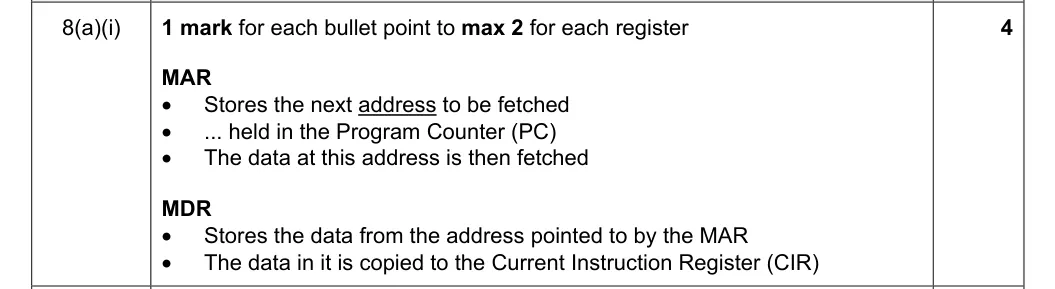 8(a)(i) 1 mark for each bullet point to max 2 for each register 4
MAR
• Stores the next address to be fetched
• ... held in the Program Counter (PC)
• The data at this address is then fetched
MDR
• Stores the data from the address pointed to by the MAR
• The data in it is copied to the Current Instruction Register (CIR)